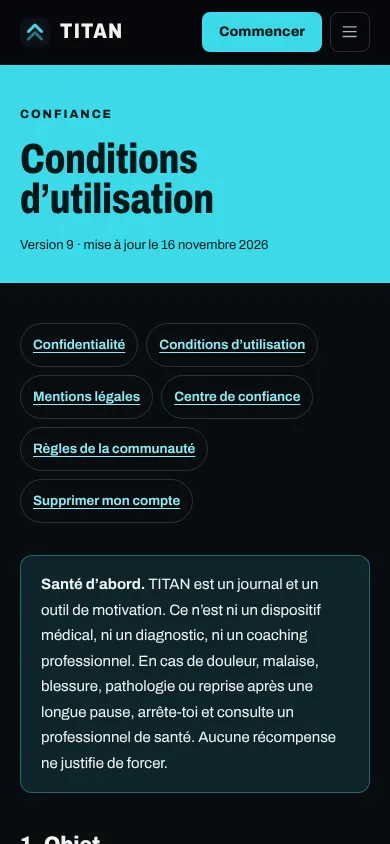 TITAN
Commencer
CONFIANCE
Conditions
d’utilisation
Version 9 · mise à jour le 16 novembre 2026
Confidentialité
Conditions d’utilisation
Mentions légales
Centre de confiance
Règles de la communauté
Supprimer mon compte
Santé d’abord. TITAN est un journal et un
outil de motivation. Ce n’est ni un dispositif
médical, ni un diagnostic, ni un coaching
professionnel. En cas de douleur, malaise,
blessure, pathologie ou reprise après une
longue pause, arrête-toi et consulte un
professionnel de santé. Aucune récompense
ne justifie de forcer.
1. Objet